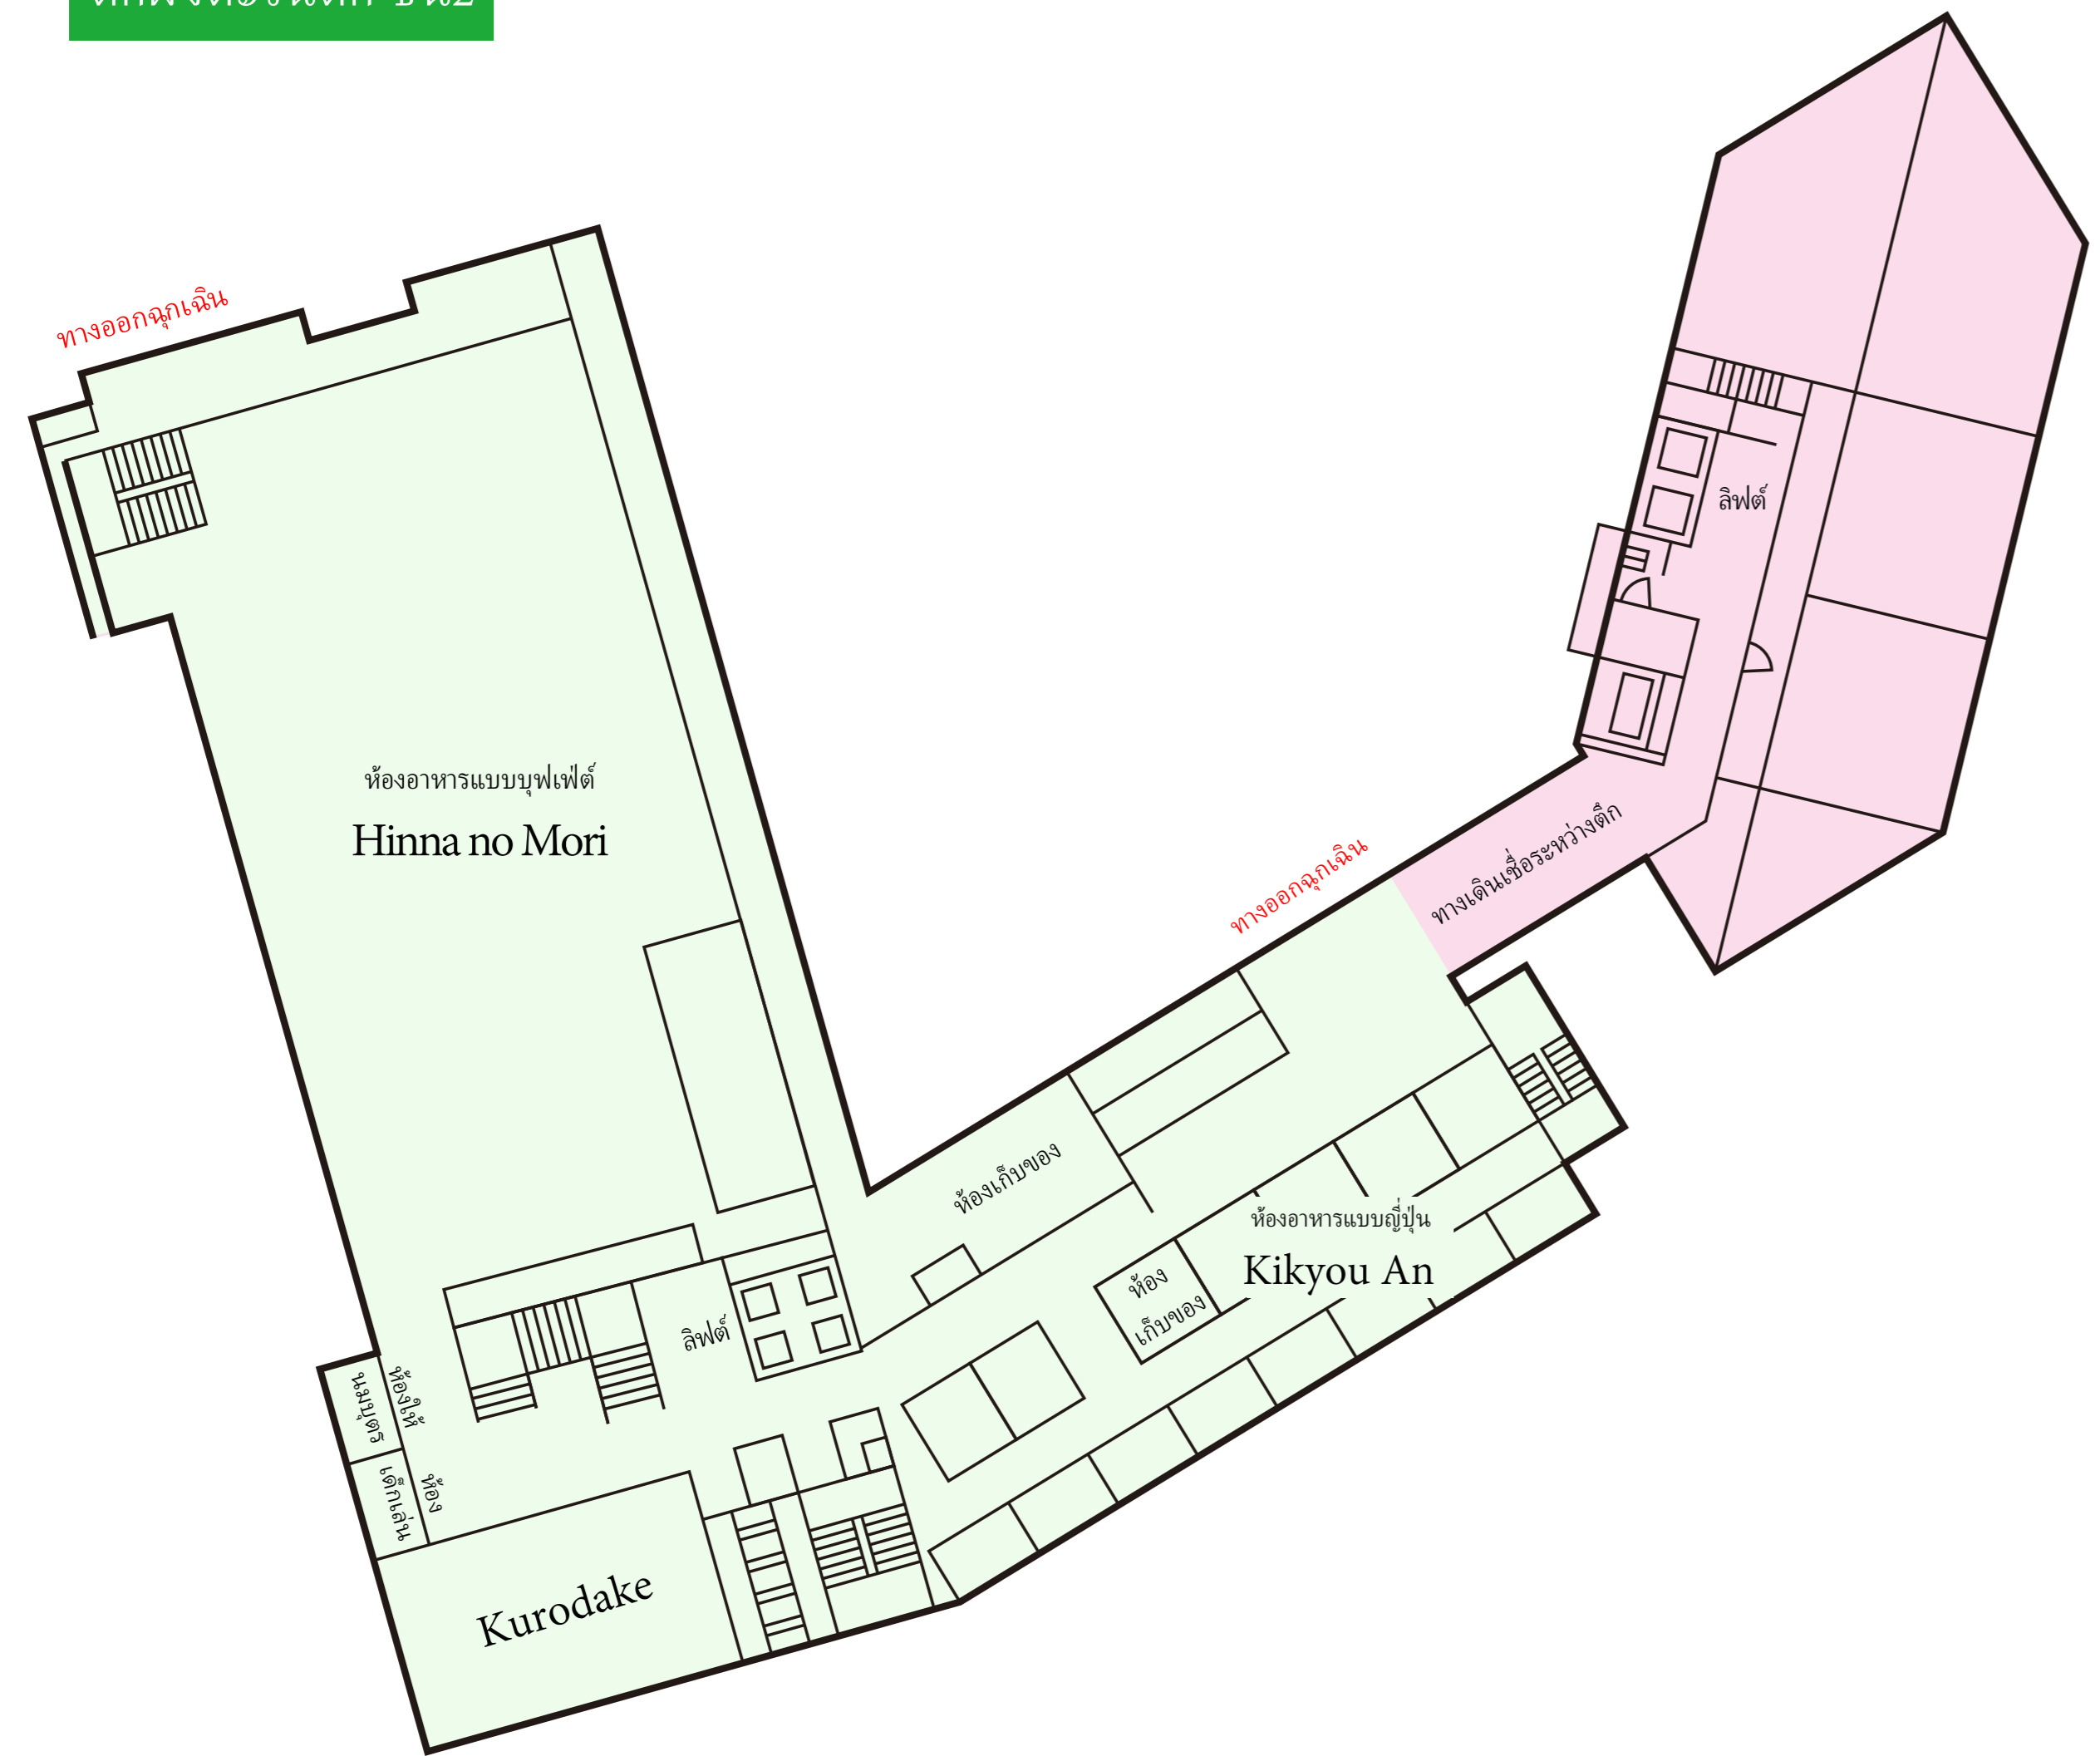 ทางออกฉุกเฉิน
ลิฟต์
ห้องอาหารแบบบุฟเฟ่ต์
Hinna no Mori
ทางเดินเชื่อระหว่างตึก
ทางออกฉุกเฉิน
ห้องเก็บของ
ห้องอาหารแบบญี่ปุ่น
Kikyou An
ห้อง
เก็บของ
ลิฟต์
ห้องให้
นมบุตร
ห้อง
เด็กเล่น
Kurodake